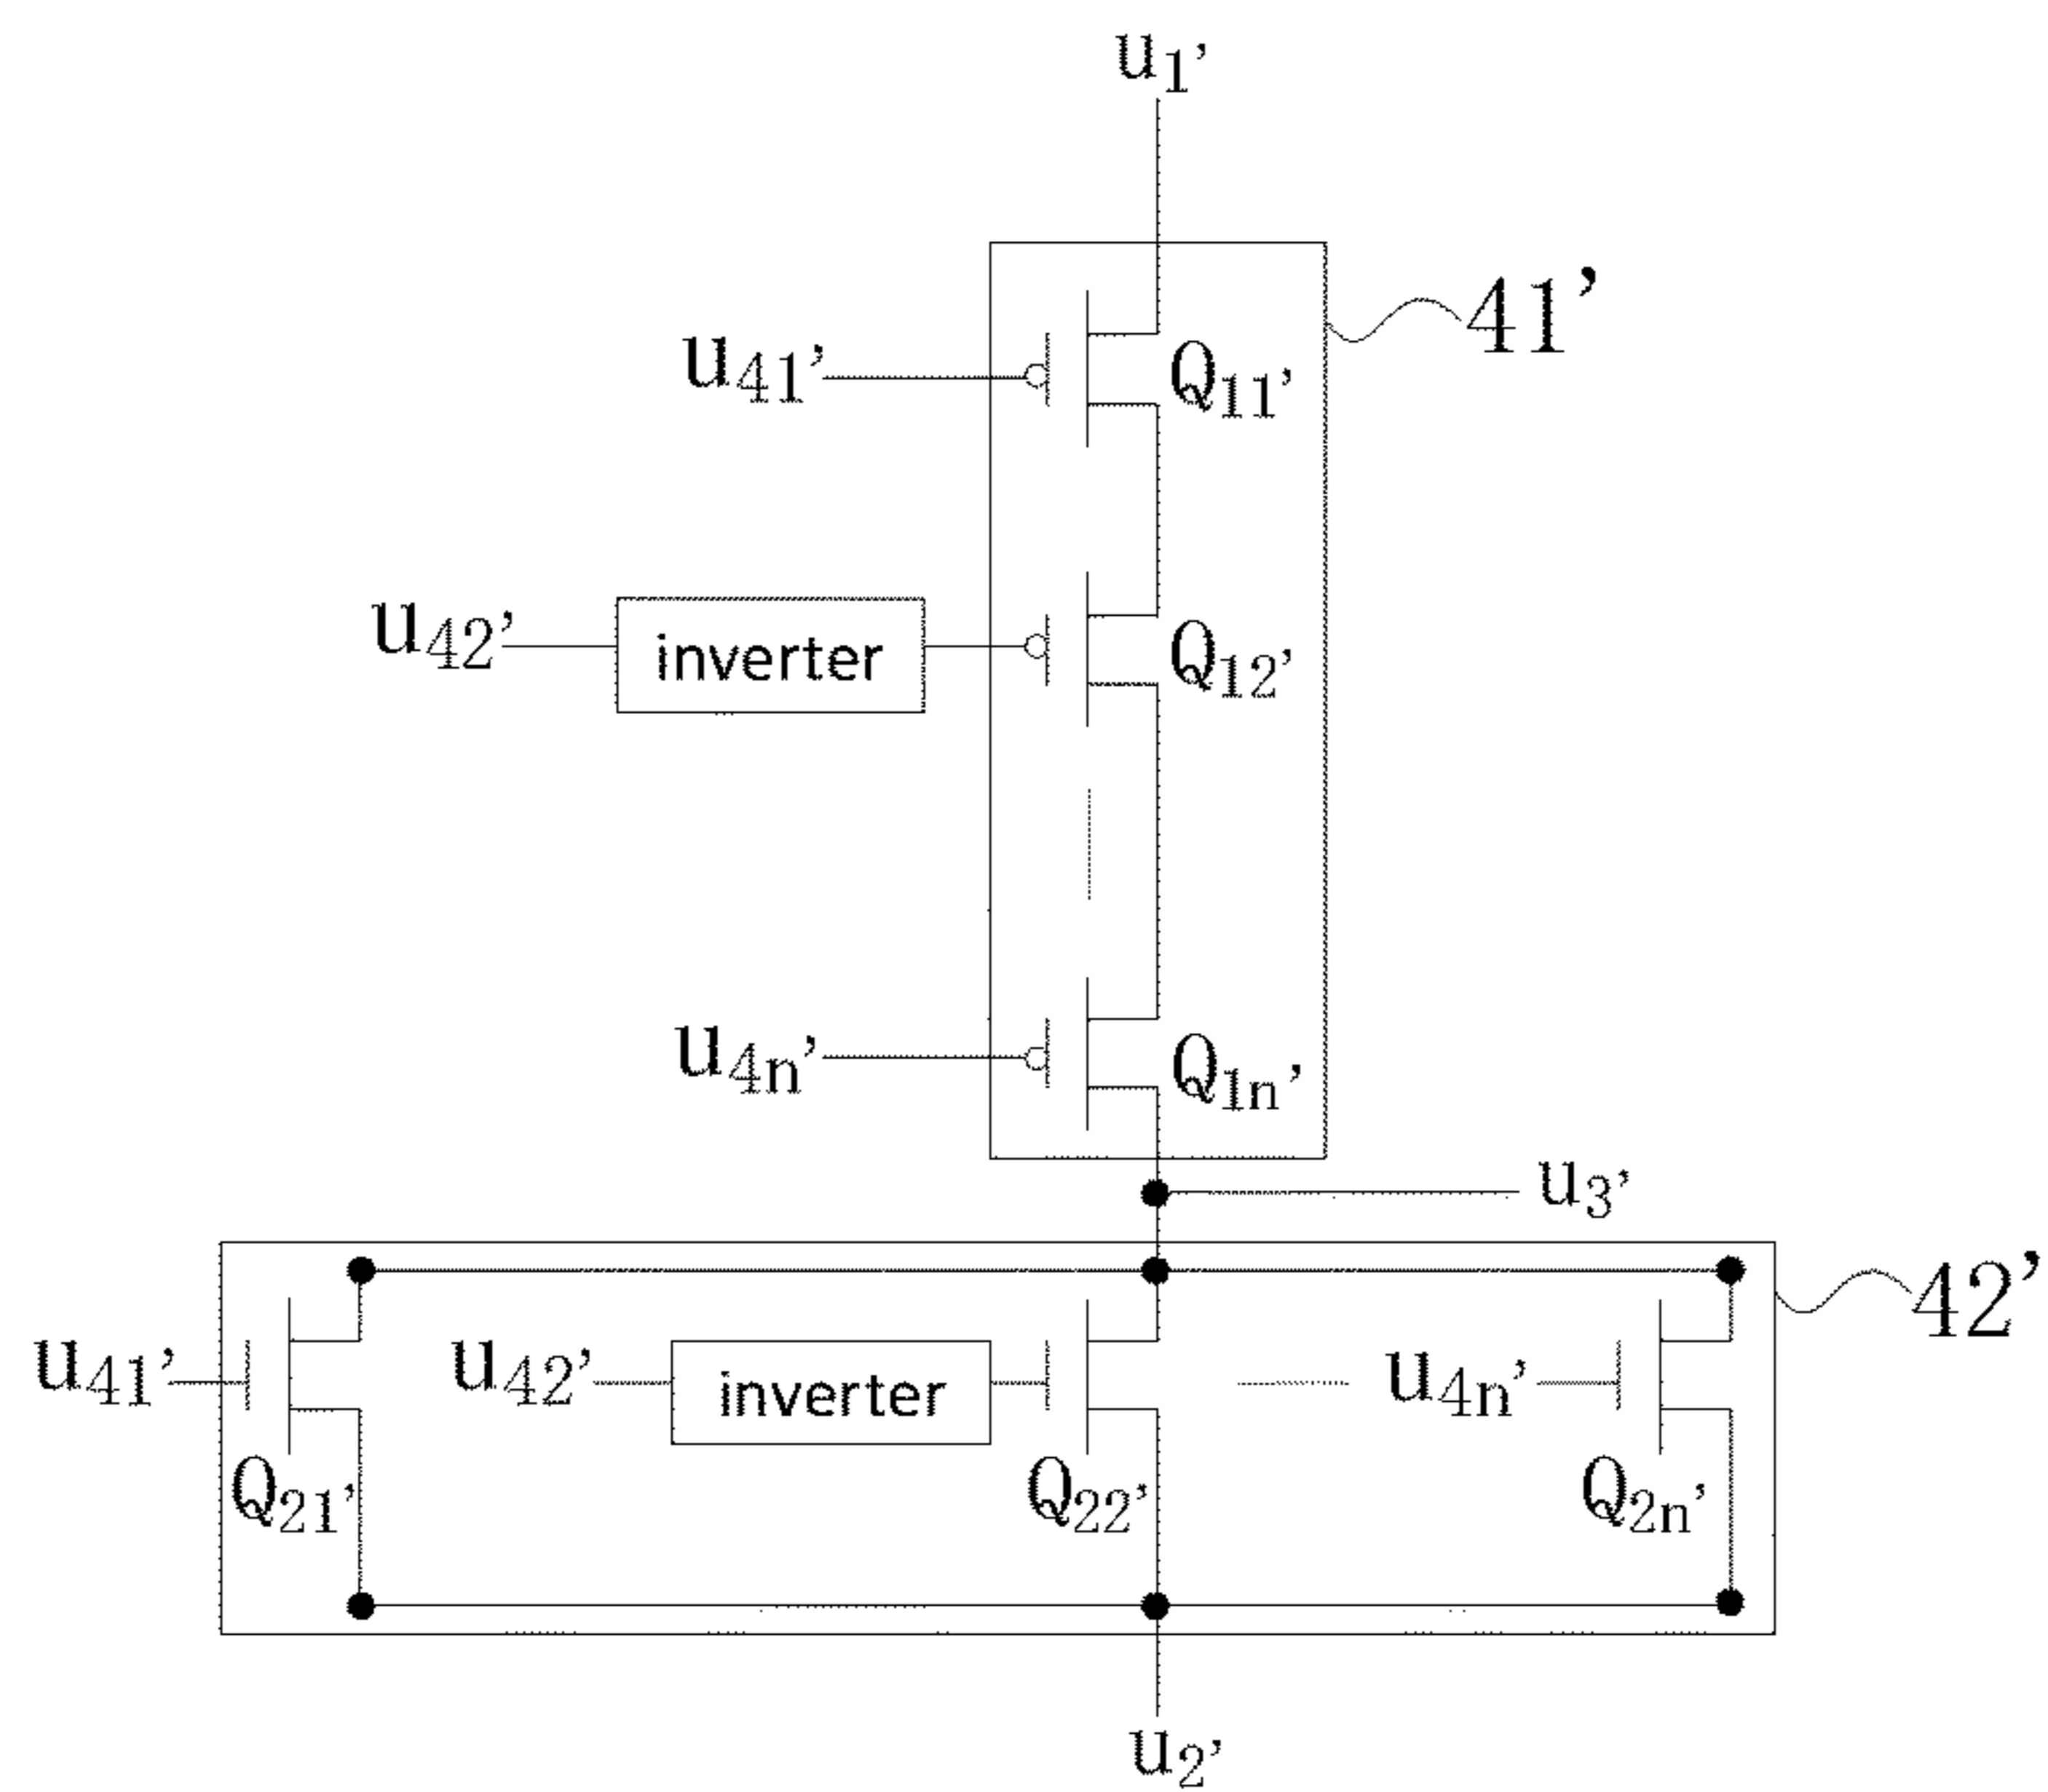 u1'
41'
u41'
Q11'
u42'
inverter
Q12'
u4n'
Q1n'
u3'
42'
u41'
u42'
inverter
u4n'
Q21'
Q22'
Q2n'
u2'